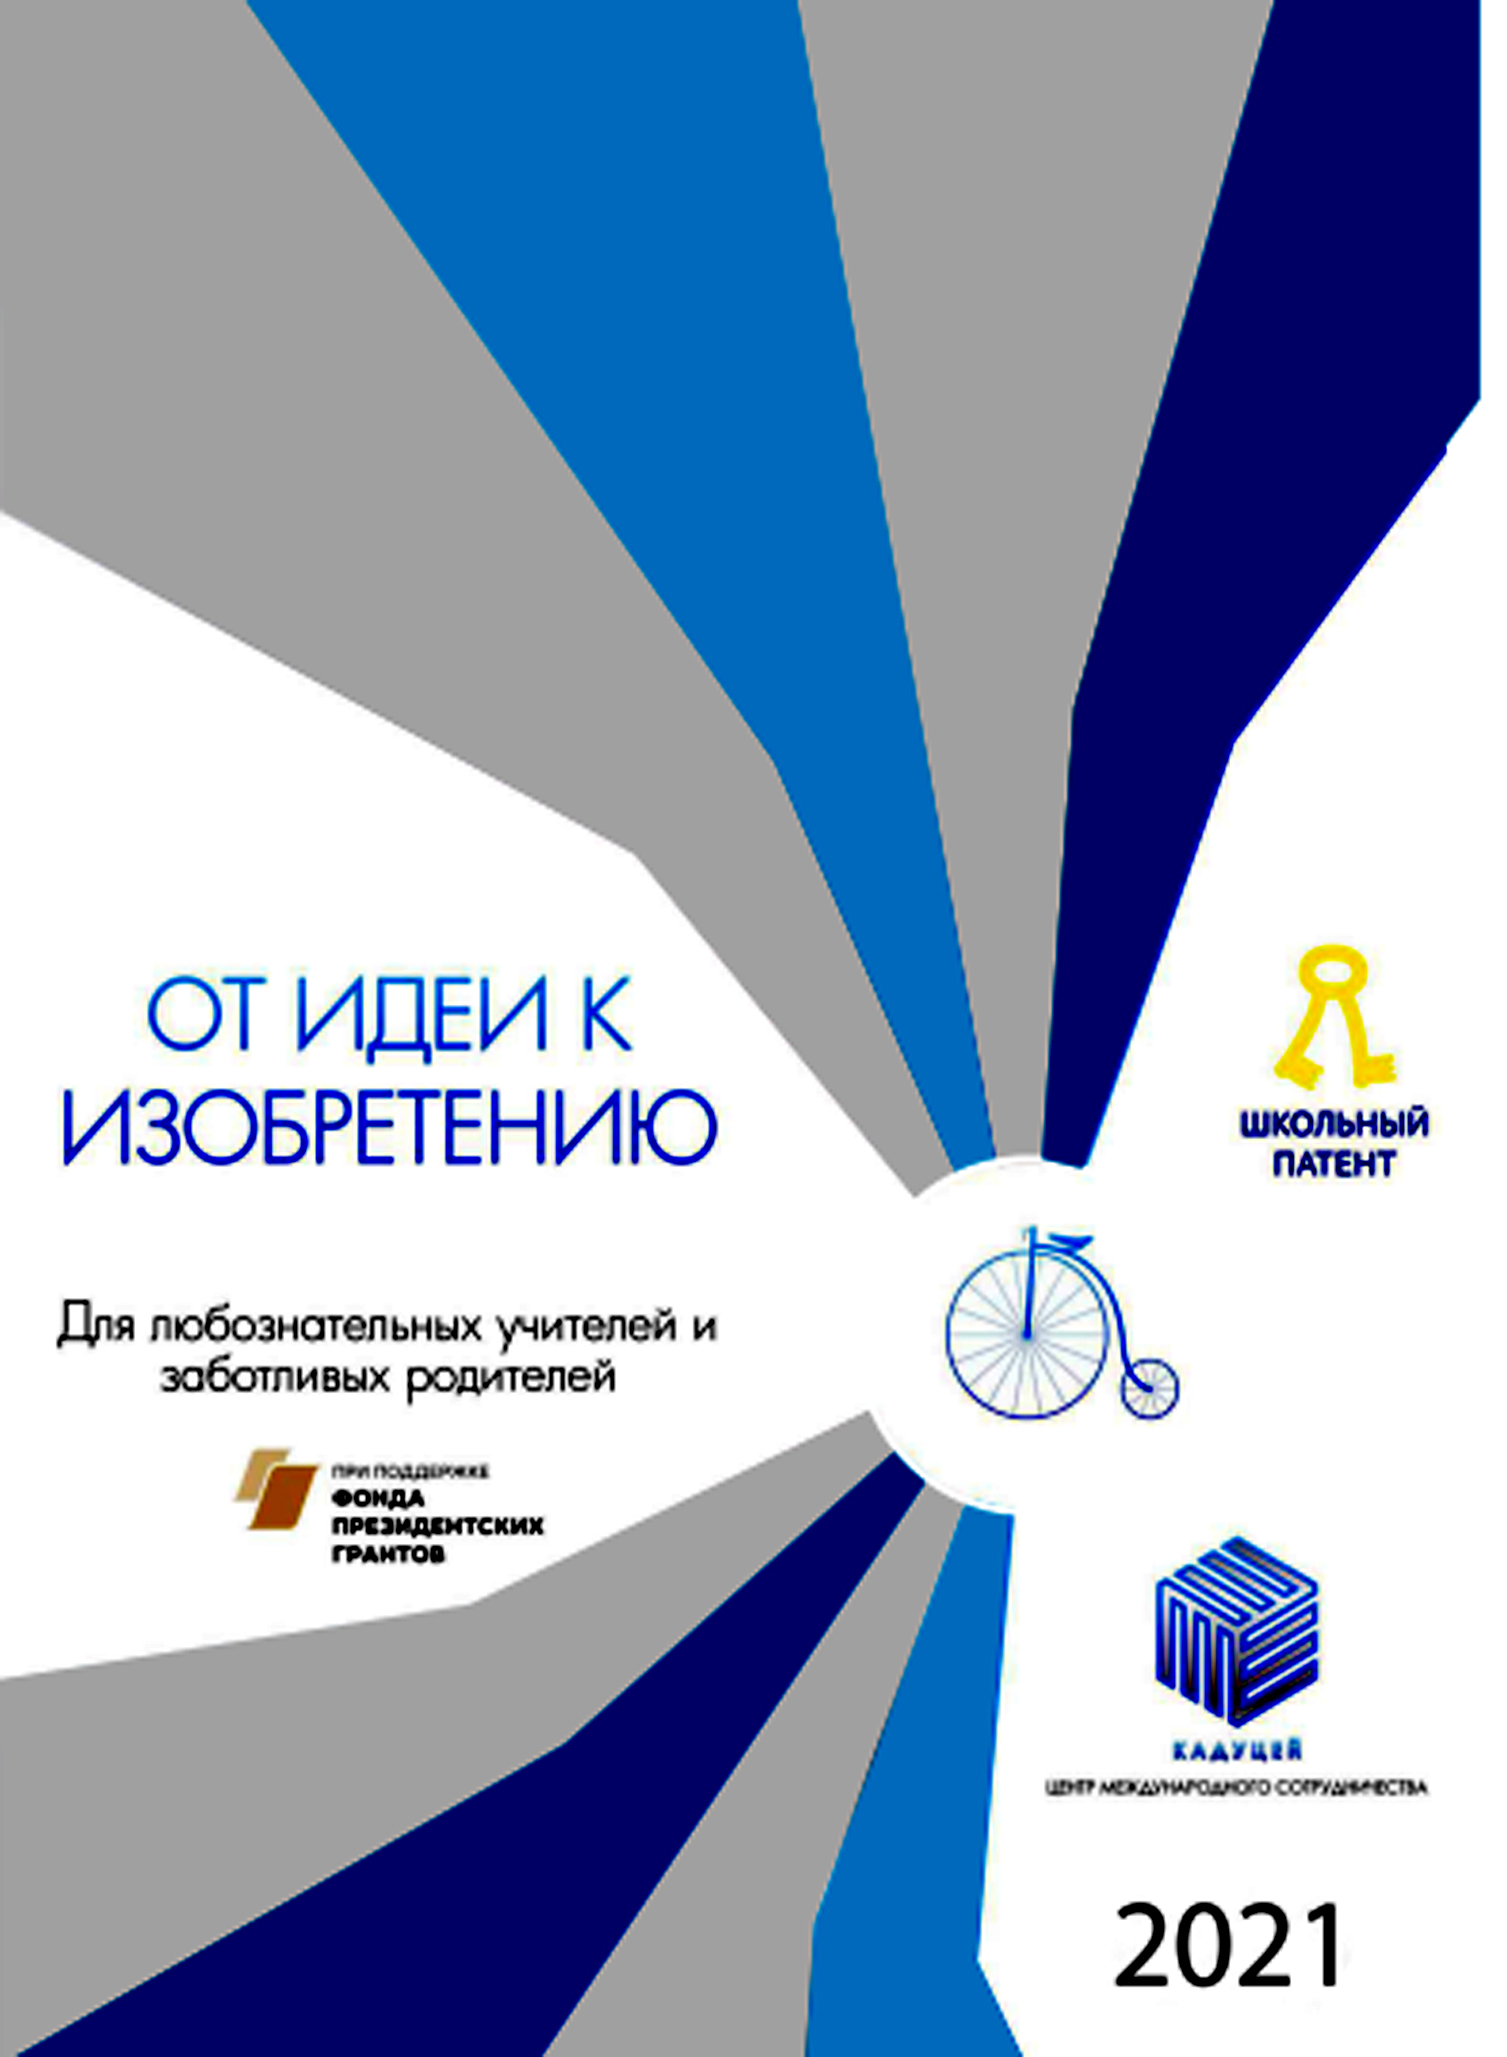 ОТ ИДЕИ К
ИЗОБРЕТЕНИЮ
ШКОЛЬНЫЙ
ПАТЕНТ
Для любознательных учителей и
заботливых родителей
ПРИ ПОДДЕРЖКЕ
ФОНДА
ПРЕЗИДЕНТСКИХ
ГРАНТОВ
КАДУЦЕЙ
ЦЕНТР МЕЖДУНАРОДНОГО СОТРУДНИЧЕСТВА
2021